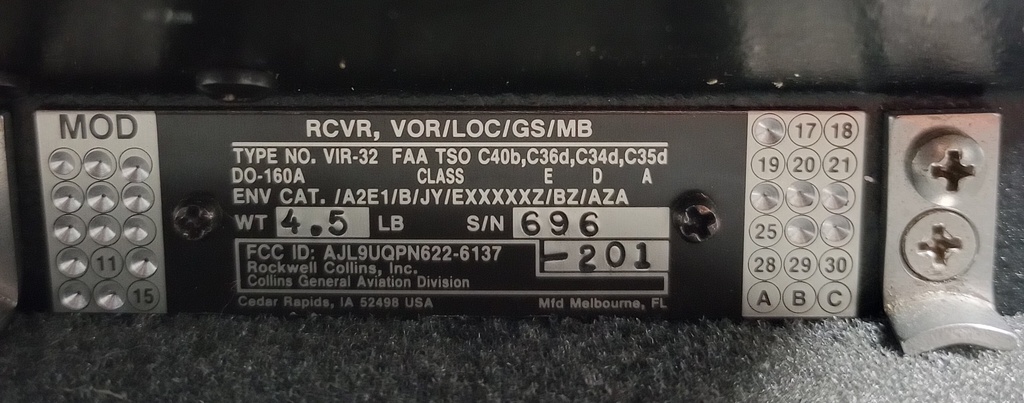 MOD
11
15
RCVR, VOR/LOC/GS/MB
TYPE NO. VIR-32 FAA TSO C40b,C36d,C34d,C35d
DO-160A CLASS E D A
ENV CAT. /A2E1/B/JY/EXXXXXZ/BZ/AZA
WT 4.5 LB S/N 696
-201
FCC ID: AJL9UQPN622-6137
Rockwell Collins, Inc.
Collins General Aviation Division
Cedar Rapids, IA 52498 USA Mfd Melbourne, FL
17 18
19 20 21
25
28 29 30
A B C